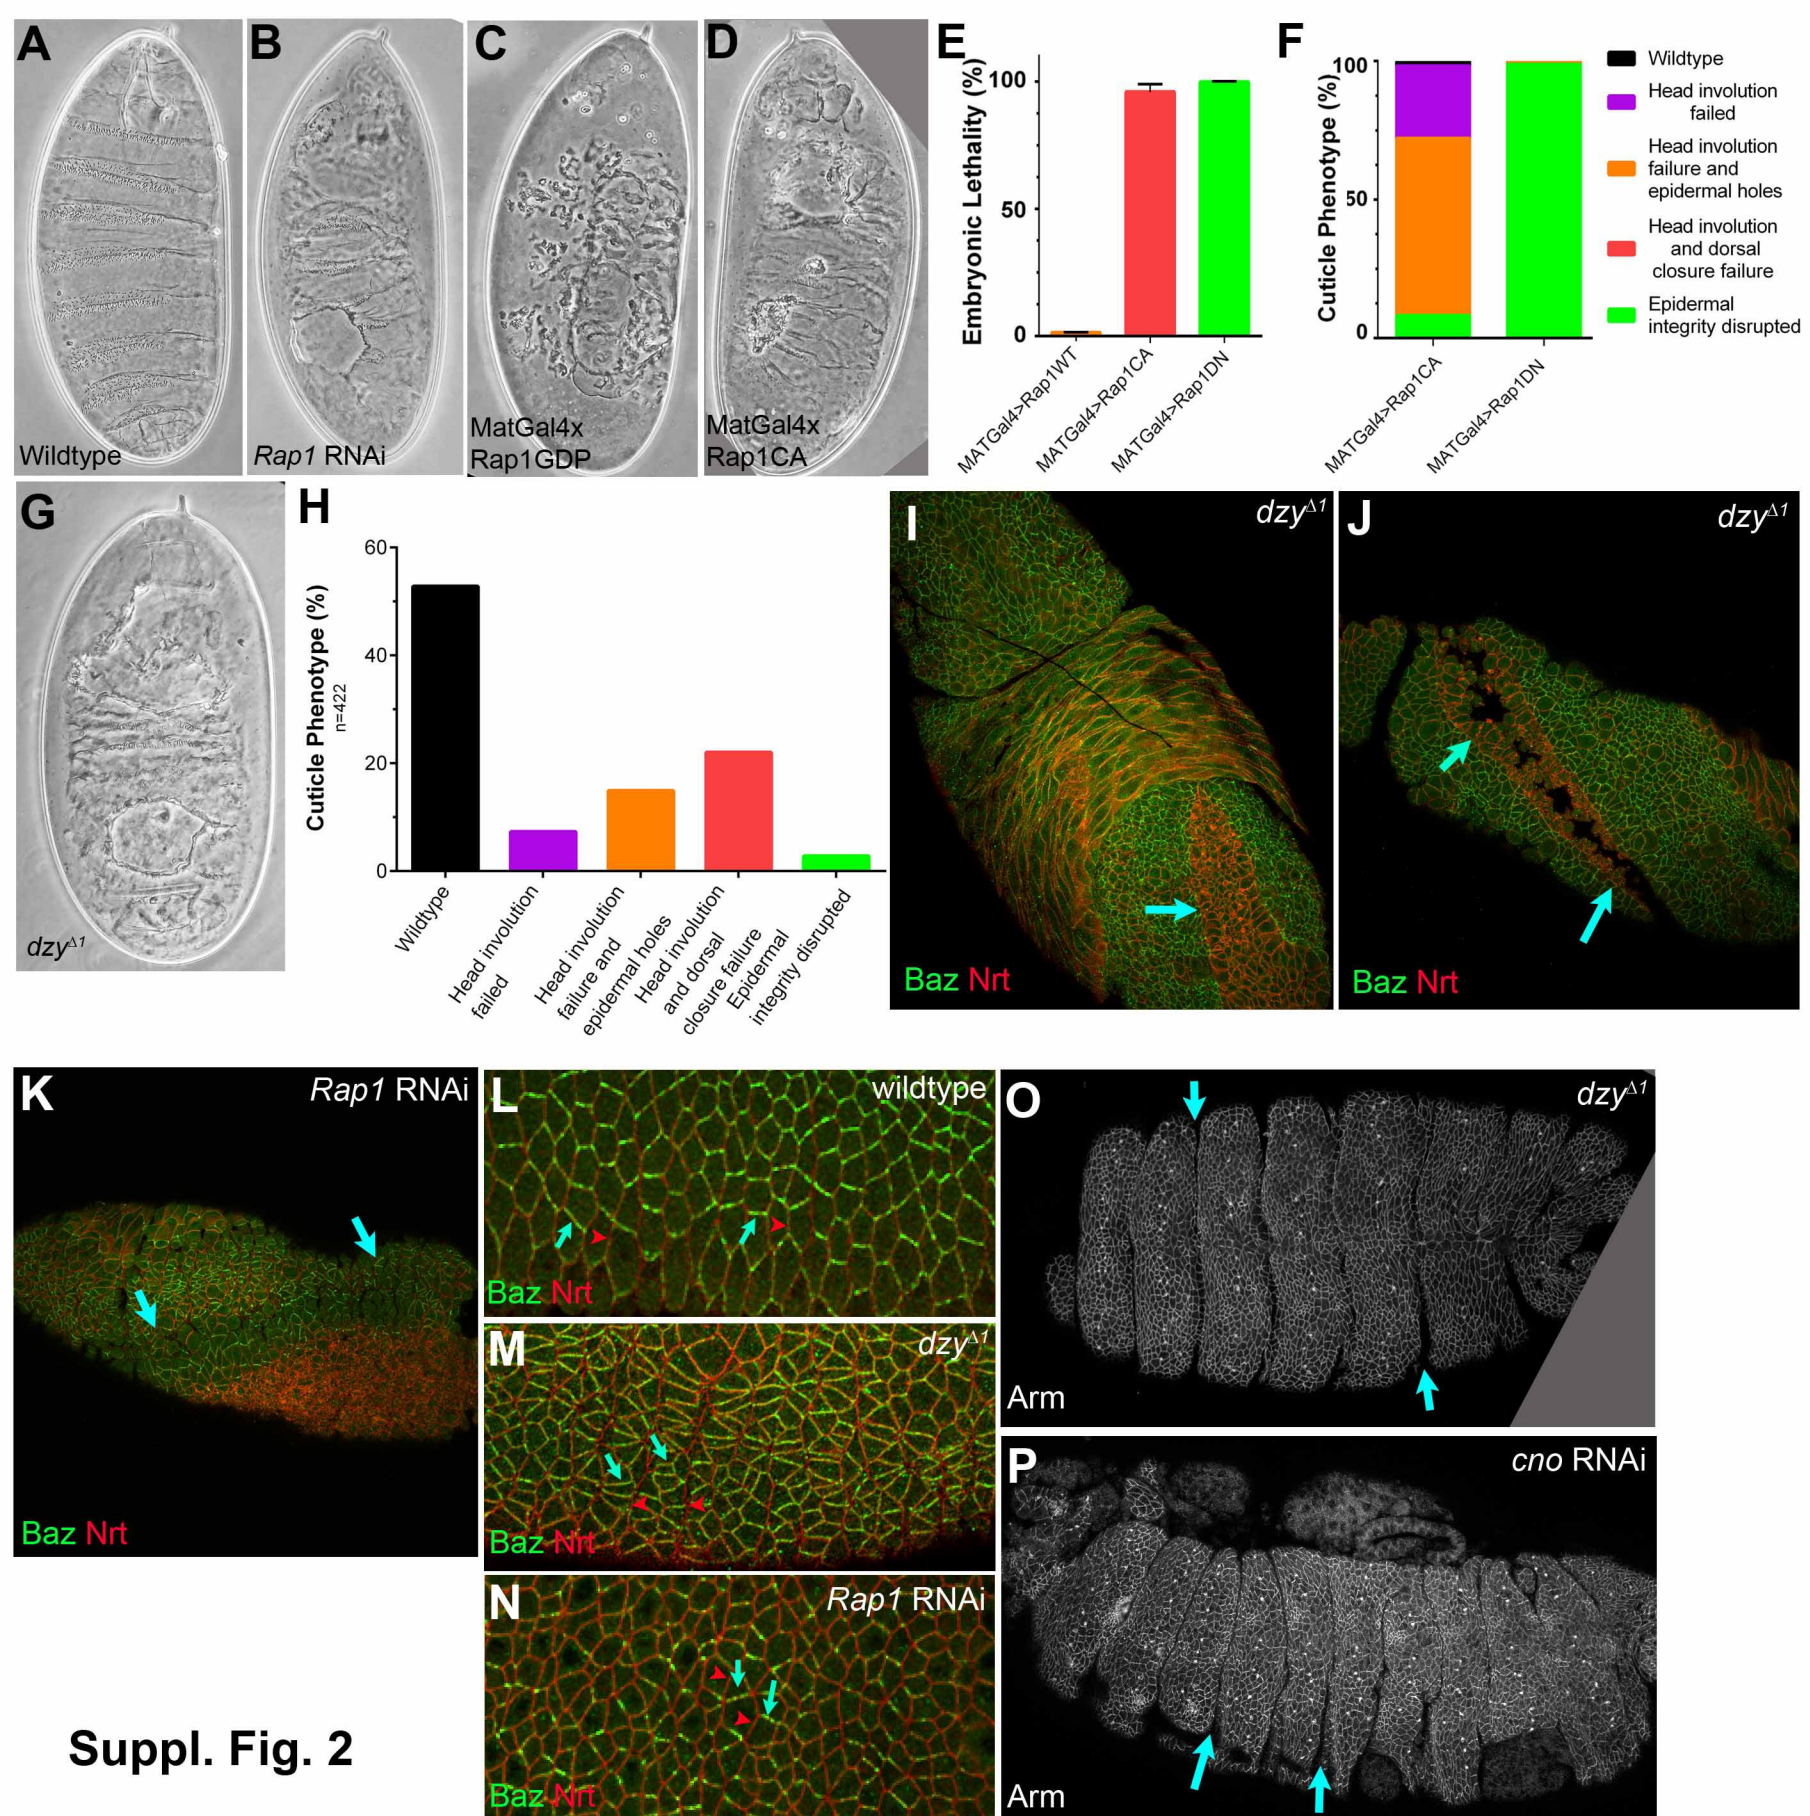 A
Wildtype
B
Rap1 RNAi
C
MatGal4x
Rap1GDP
D
MatGal4x
Rap1CA
E
Embryonic Lethality (%)
100
50
0
MATGal4>Rap1WT
MATGal4>Rap1CA
MATGal4>Rap1DN
F
Cuticle Phenotype (%)
100
50
0
MATGal4>Rap1CA
MATGal4>Rap1DN
Wildtype
Head involution
failed
Head involution
failure and
epidermal holes
Head involution
and dorsal
closure failure
Epidermal
integrity disrupted
G
dzyΔ1
H
Cuticle Phenotype (%)
n=422
60
40
20
0
Wildtype
Head involution
failed
Head involution
failure and
epidermal holes
Head involution
and dorsal
closure failure
Epidermal
integrity disrupted
I
dzyΔ1
Baz Nrt
J
dzyΔ1
Baz Nrt
K
Rap1 RNAi
Baz Nrt
L
wildtype
Baz Nrt
M
dzyΔ1
Baz Nrt
N
Rap1 RNAi
Baz Nrt
O
dzyΔ1
Arm
P
cno RNAi
Arm
Suppl. Fig. 2